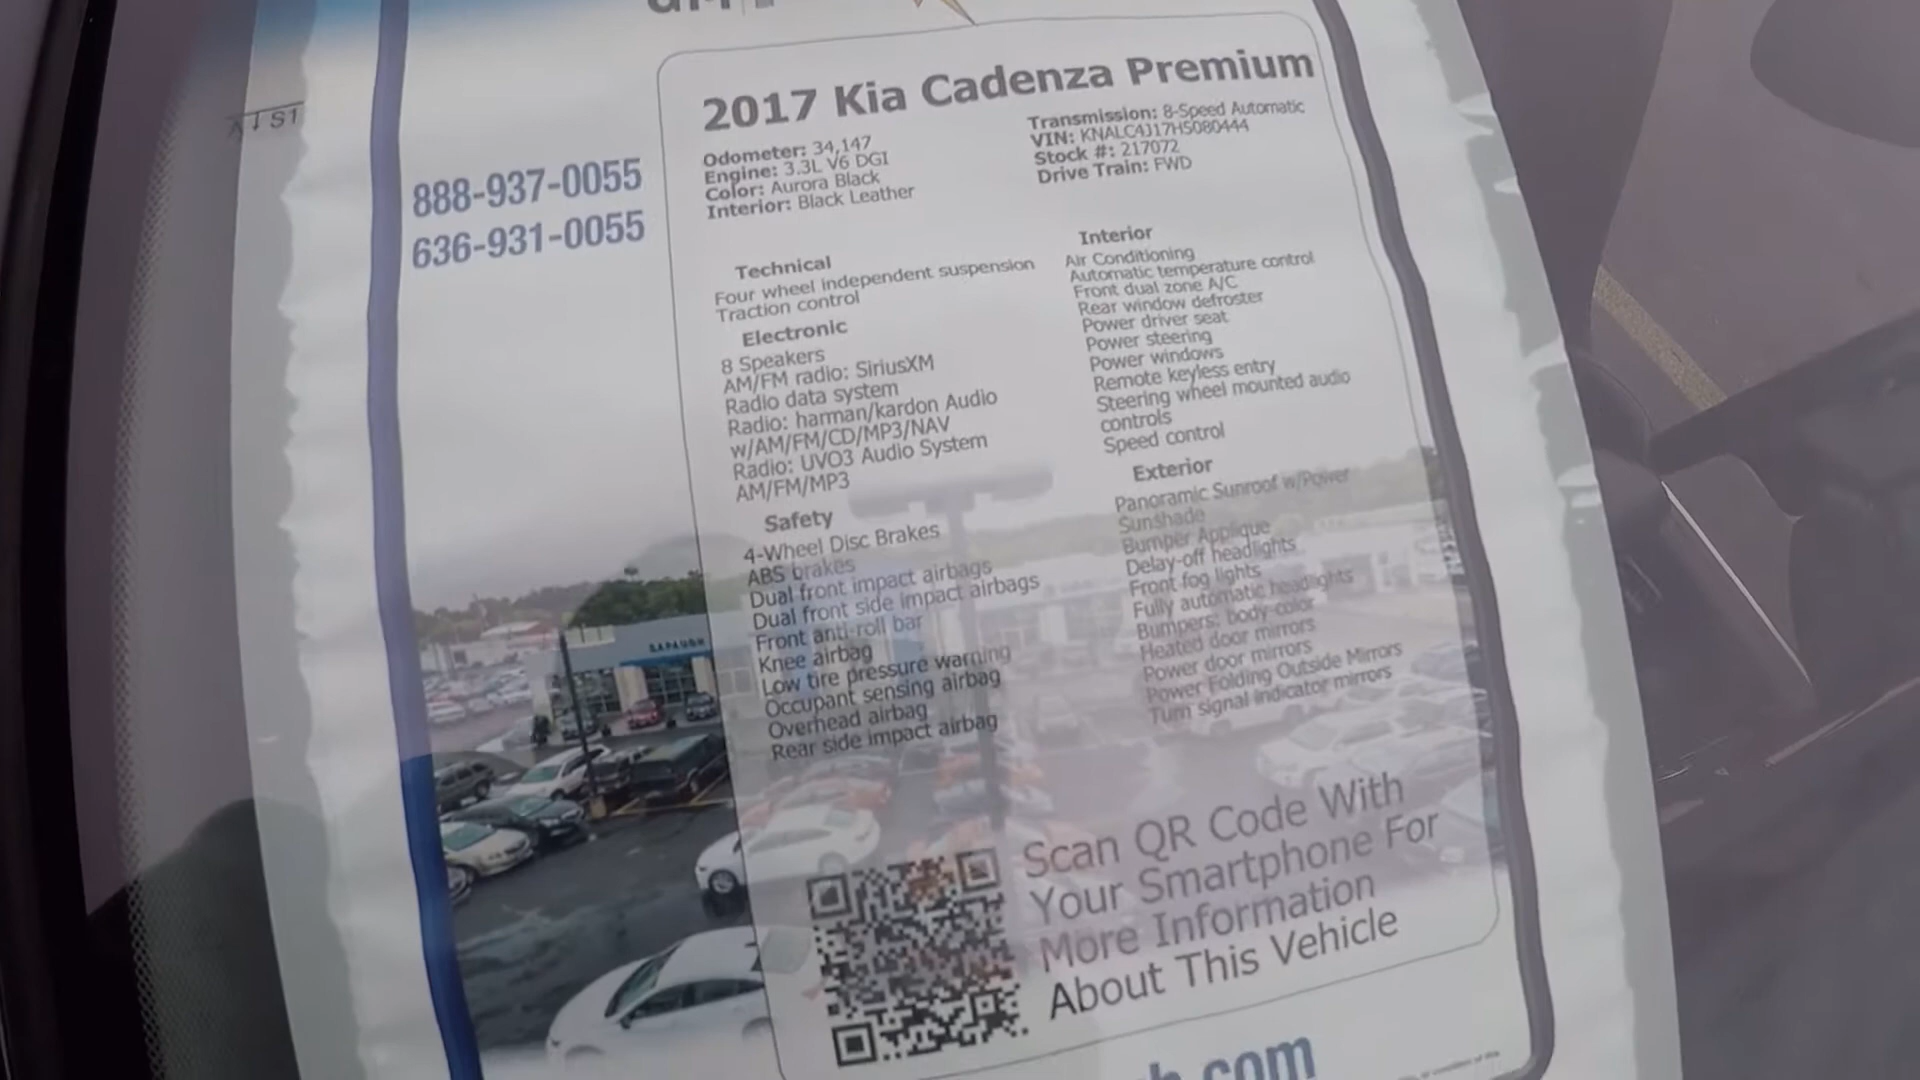 2017 Kia Cadenza Premium
888-937-0055
636-931-0055
Odometer: 34,147
Engine: 3.3L V6 DGI
Color: Aurora Black
Interior: Black Leather
Transmission: 8-Speed Automatic
VIN: KNALC4J17H5080444
Stock #: 217072
Drive Train: FWD
Technical
Four wheel independent suspension
Traction control
Electronic
8 Speakers
AM/FM radio: SiriusXM
Radio data system
Radio: harman/kardon Audio
w/AM/FM/CD/MP3/NAV
Radio: UVO3 Audio System
AM/FM/MP3
Safety
4-Wheel Disc Brakes
ABS brakes
Dual front impact airbags
Dual front side impact airbags
Front anti-roll bar
Knee airbag
Low tire pressure warning
Occupant sensing airbag
Overhead airbag
Rear side impact airbag
Interior
Air Conditioning
Automatic temperature control
Front dual zone A/C
Rear window defroster
Power driver seat
Power steering
Power windows
Remote keyless entry
Steering wheel mounted audio
controls
Speed control
Exterior
Panoramic Sunroof w/Power
Sunshade
Bumper Applique
Delay-off headlights
Front fog lights
Fully automatic headlights
Bumpers: body-color
Heated door mirrors
Power door mirrors
Power Folding Outside Mirrors
Turn signal indicator mirrors
SAPAUGH
Scan QR Code With
Your Smartphone For
More Information
About This Vehicle
.com